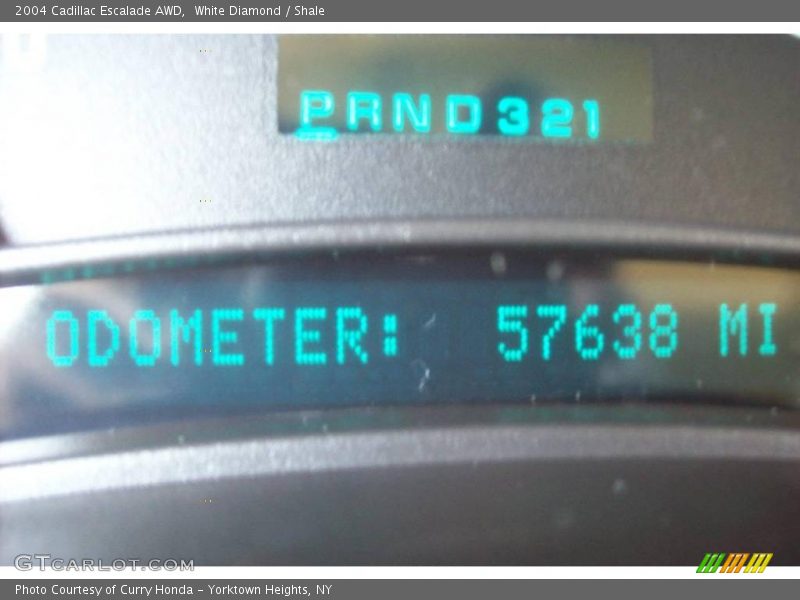 2004 Cadillac Escalade AWD,  White Diamond / Shale
PRND321
ODOMETER: 57638 MI
GTCARLOT.COM
Photo Courtesy of Curry Honda - Yorktown Heights, NY